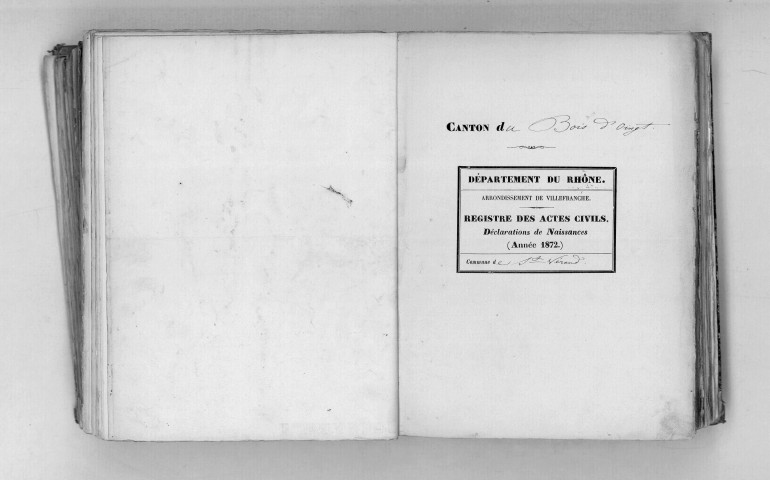 CANTON du Bois d'Oingt.
DÉPARTEMENT DU RHÔNE.
ARRONDISSEMENT DE VILLEFRANCHE.
REGISTRE DES ACTES CIVILS.
Déclarations de Naissances
(Année 1872.)
Commune de St Verand.